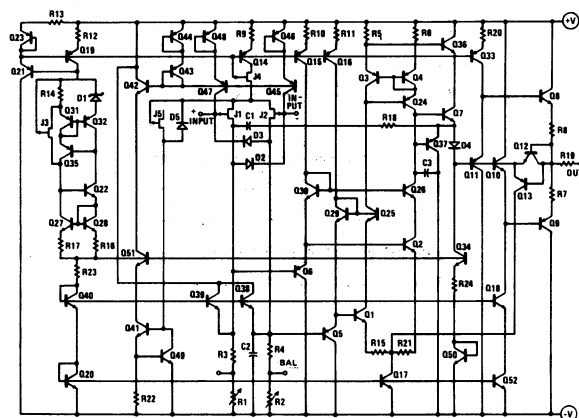 R13 +V
Q23 R12 Q44 Q48 R9 Q46 R10 R11 R5 R6 Q36 R20
Q19 Q14 Q15 Q16 Q33
Q21 Q43 J4 Q3 Q4
R14 D1 Q42 Q47 Q45 Q24 Q8
J3 Q31 Q32 J5 D5 + INPUT J1 J2 IN- PUT - Q7 R8
C1 R18 Q37 D4 Q12 R19
Q35 D3 Q11 Q10 OUT
D2 C3 Q13 R7
Q22 Q30 Q26
Q27 Q28 Q29 Q25 Q9
R17 R16 Q51 Q2 Q34
R23 Q6 R24
Q40 Q39 Q38 Q18
Q41 Q5 Q1
Q49 R3 C2 R4 R15 R21 Q50
BAL
Q20 Q17 Q52
R22 R1 R2
-V